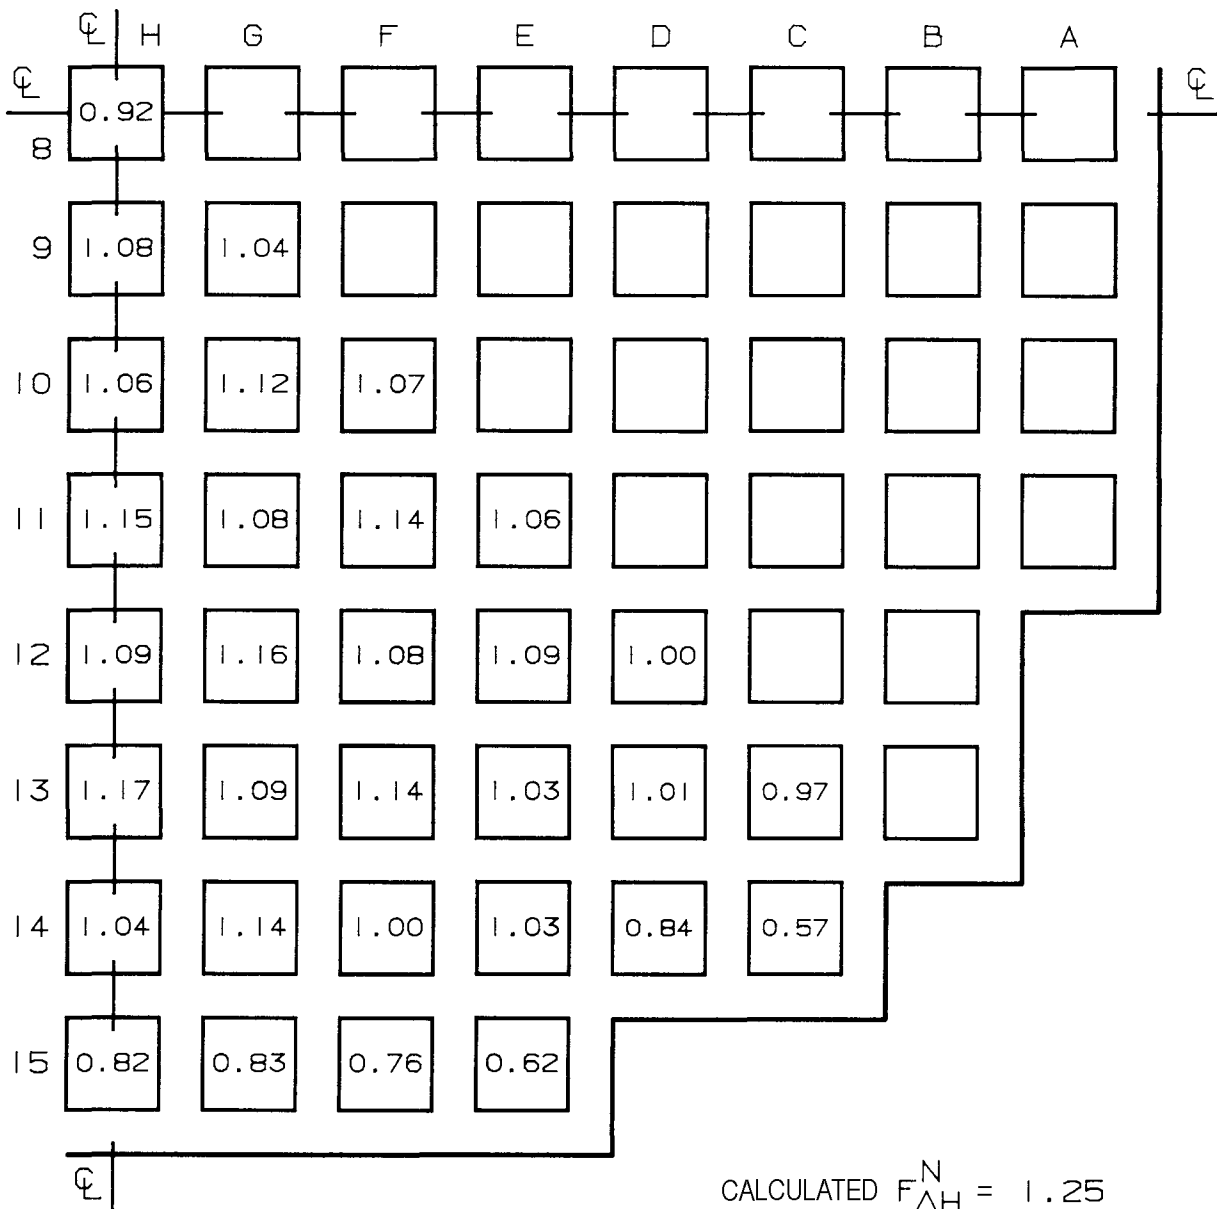 ℄ H G F E D C B A
℄ ℄
0.92
8
9 1.08 1.04
10 1.06 1.12 1.07
11 1.15 1.08 1.14 1.06
12 1.09 1.16 1.08 1.09 1.00
13 1.17 1.09 1.14 1.03 1.01 0.97
14 1.04 1.14 1.00 1.03 0.84 0.57
15 0.82 0.83 0.76 0.62
℄
CALCULATED F^N_ΔH = 1.25